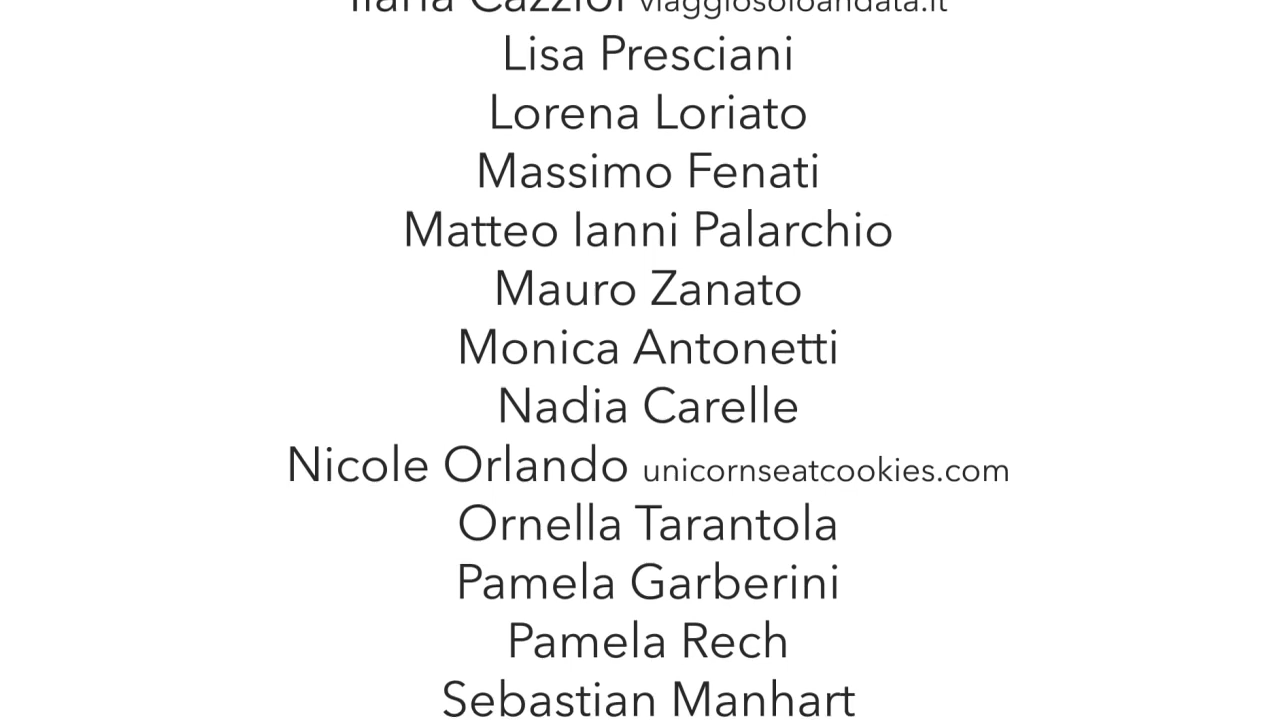 Ilaria Cazziol viaggiosoloandata.it
Lisa Presciani
Lorena Loriato
Massimo Fenati
Matteo Ianni Palarchio
Mauro Zanato
Monica Antonetti
Nadia Carelle
Nicole Orlando unicornseatcookies.com
Ornella Tarantola
Pamela Garberini
Pamela Rech
Sebastian Manhart